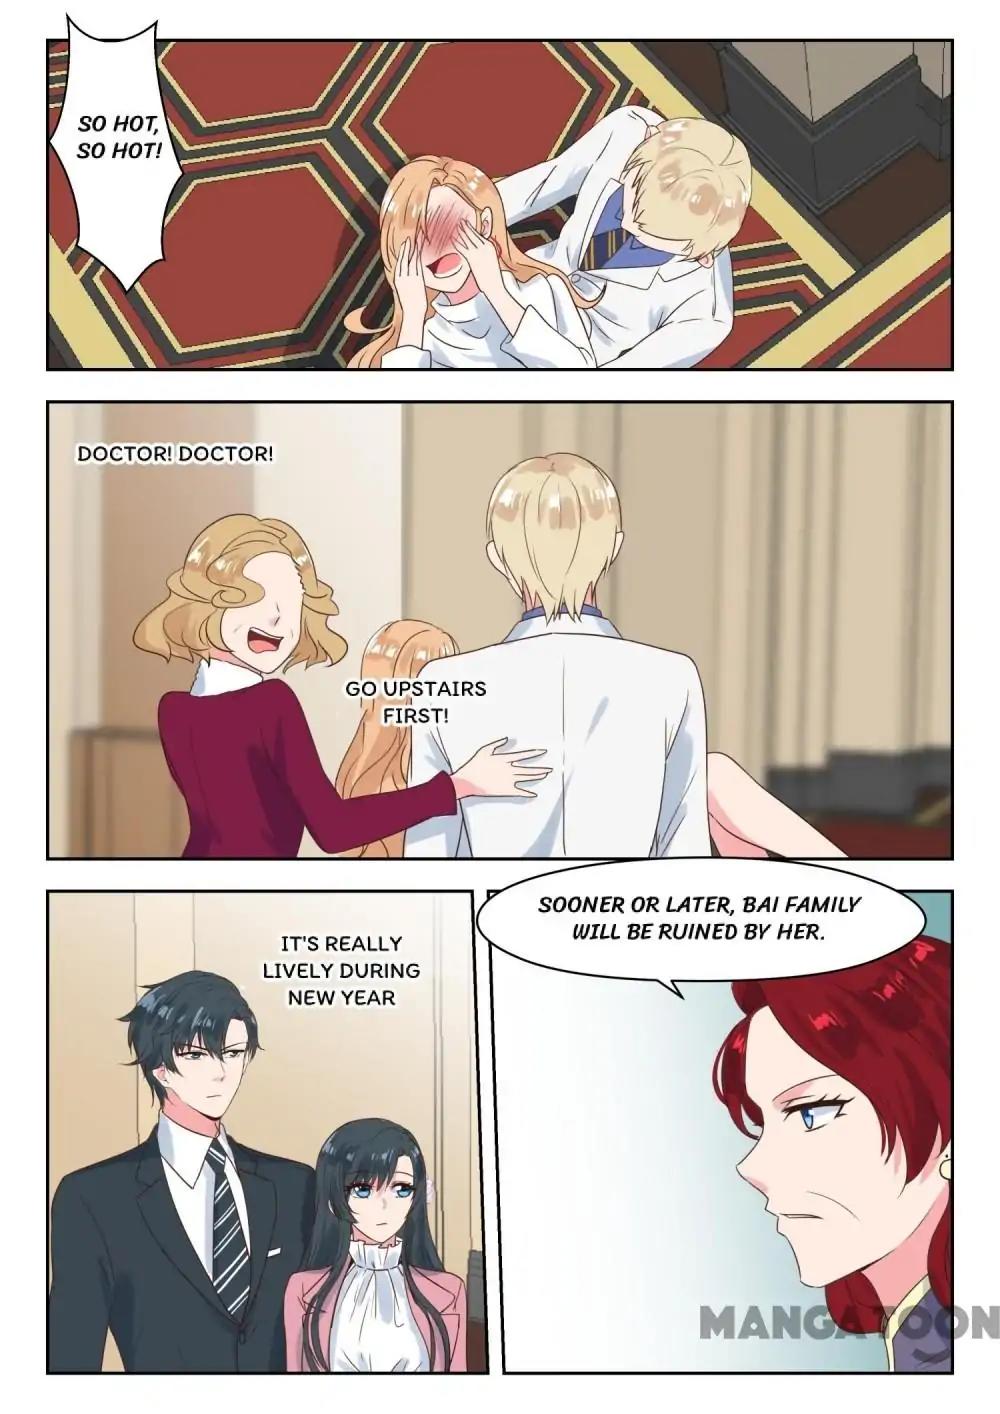 SO HOT,
SO HOT!
DOCTOR! DOCTOR!
GO UPSTAIRS
FIRST!
IT'S REALLY
LIVELY DURING
NEW YEAR
SOONER OR LATER, BAI FAMILY
WILL BE RUINED BY HER.
MANGATOON